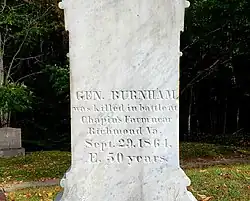 GEN. BURNHAM,
was killed in battle at
Chapin's Farm near
Richmond Va.
Sept. 29. 1864.
Æ. 50 years.